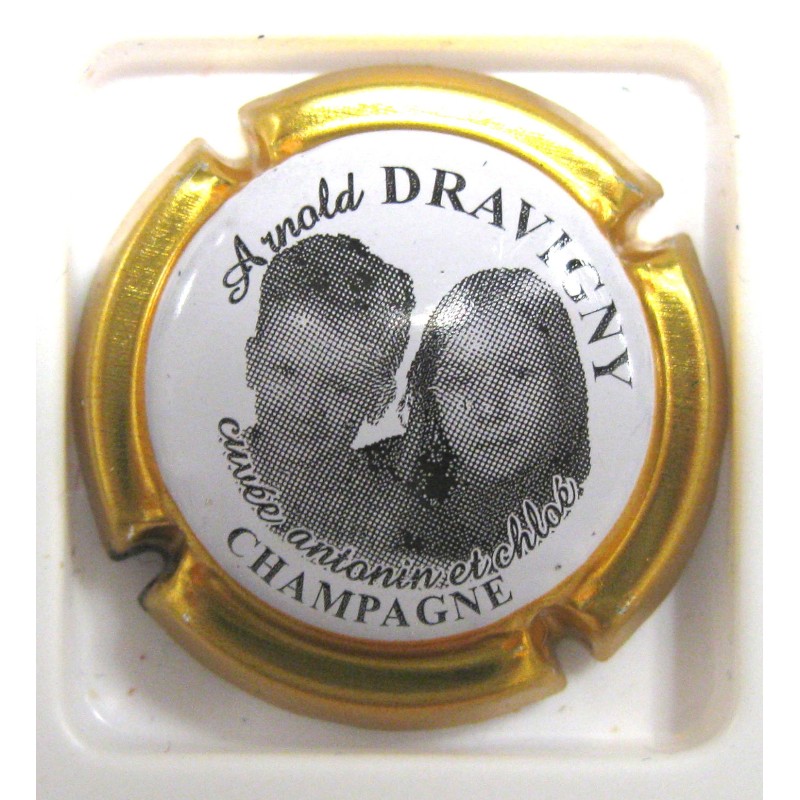 Arnold DRAVIGNY
cuvée antonin et chloé
CHAMPAGNE